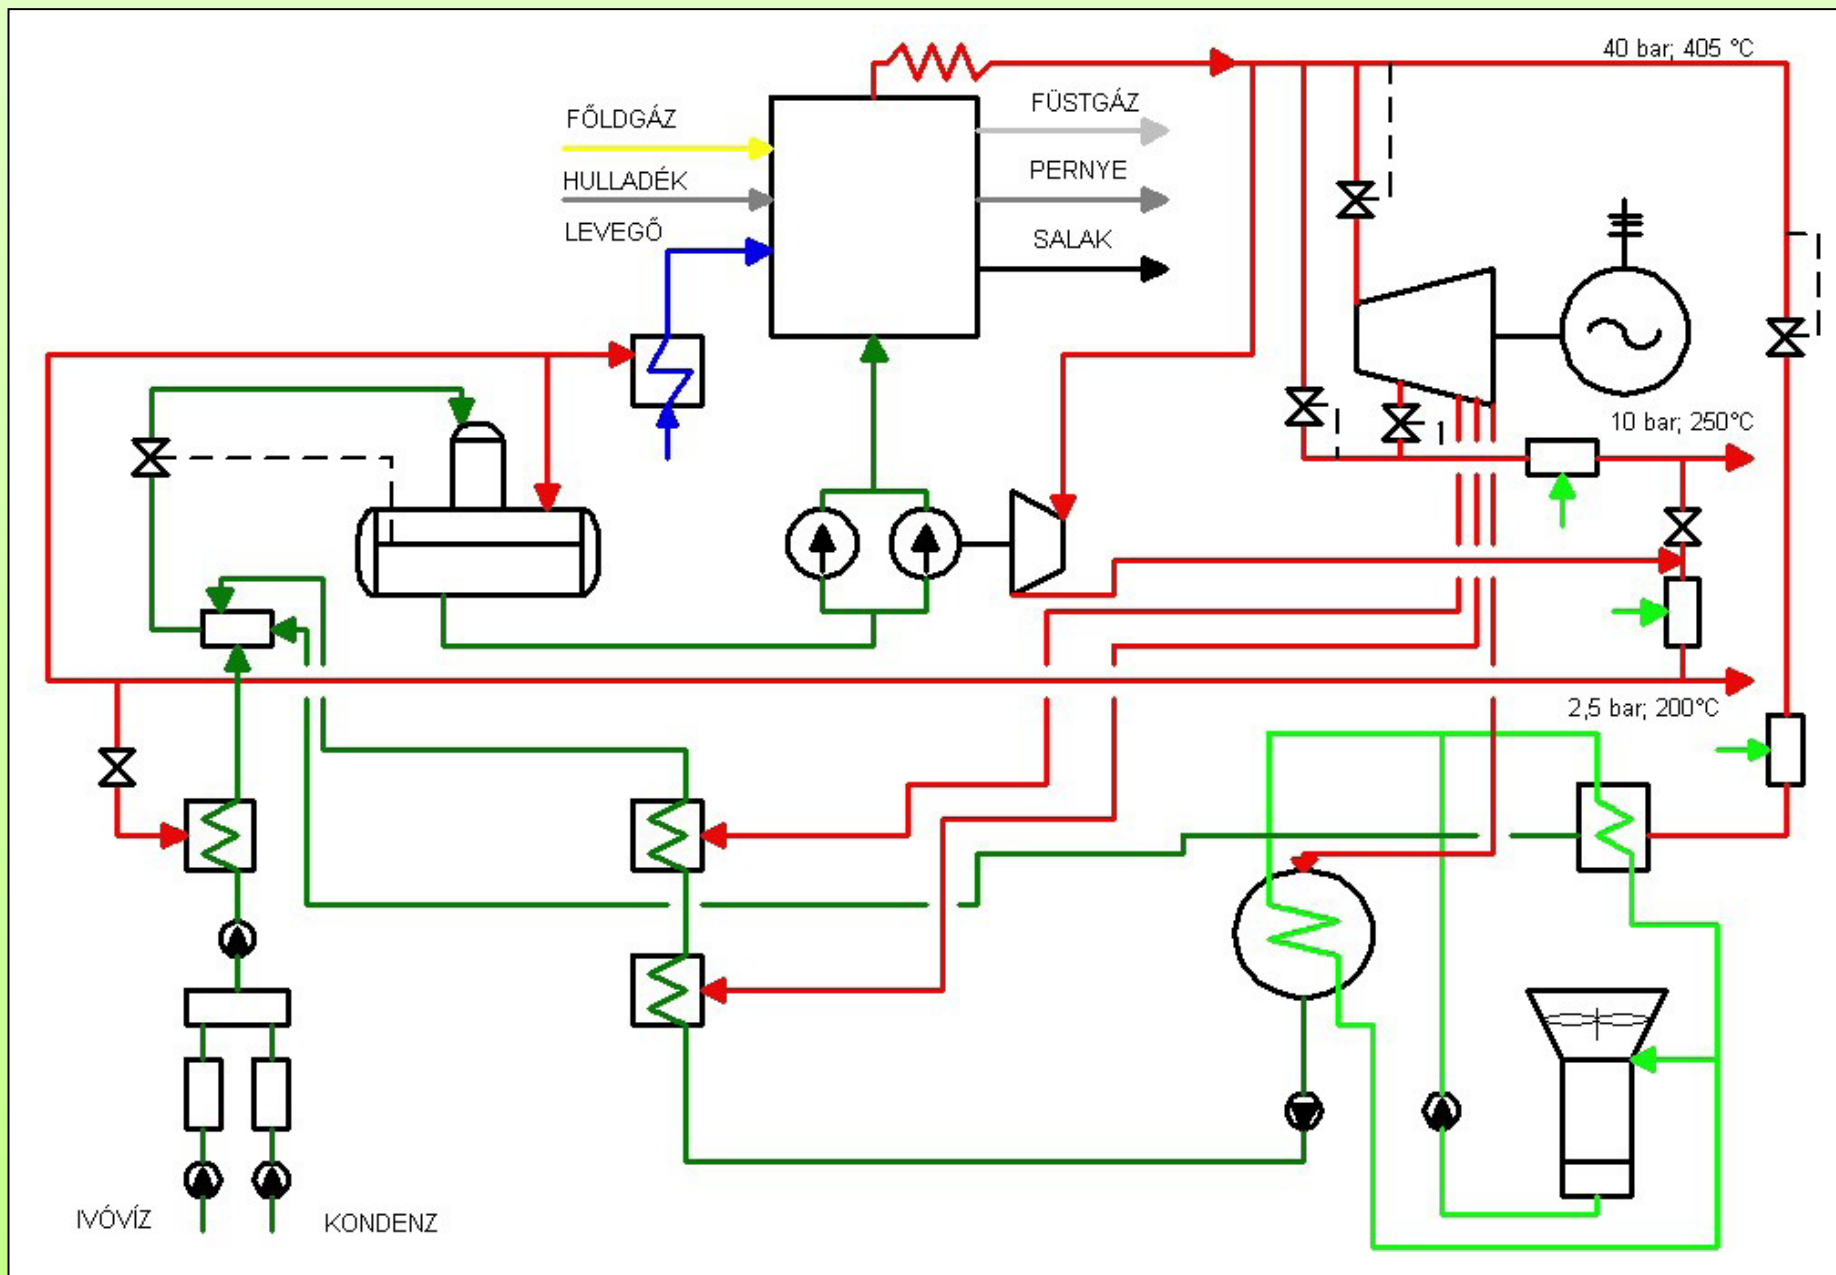 40 bar; 405 °C
FŐLDGÁZ
FÜSTGÁZ
HULLADÉK
PERNYE
LEVEGŐ
SALAK
10 bar; 250°C
2,5 bar; 200°C
IVÓVÍZ
KONDENZ